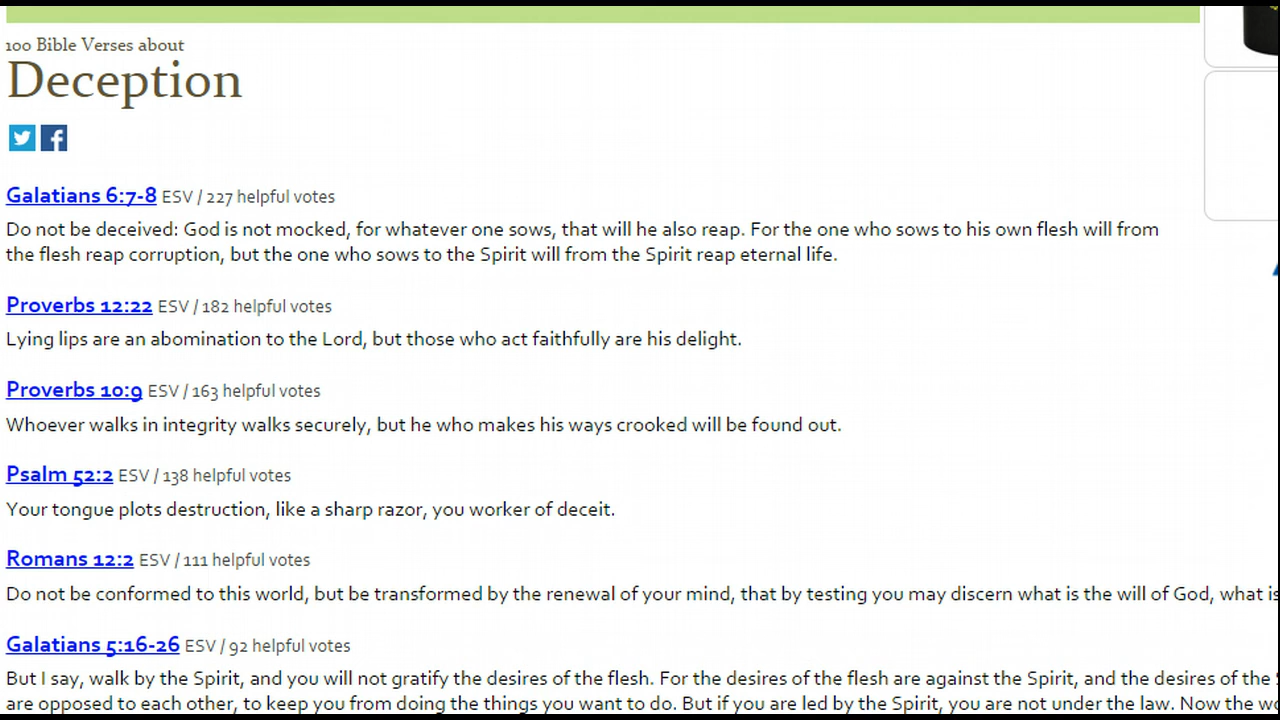 100 Bible Verses about
Deception
Galatians 6:7-8 ESV / 227 helpful votes
Do not be deceived: God is not mocked, for whatever one sows, that will he also reap. For the one who sows to his own flesh will from
the flesh reap corruption, but the one who sows to the Spirit will from the Spirit reap eternal life.
Proverbs 12:22 ESV / 182 helpful votes
Lying lips are an abomination to the Lord, but those who act faithfully are his delight.
Proverbs 10:9 ESV / 163 helpful votes
Whoever walks in integrity walks securely, but he who makes his ways crooked will be found out.
Psalm 52:2 ESV / 138 helpful votes
Your tongue plots destruction, like a sharp razor, you worker of deceit.
Romans 12:2 ESV / 111 helpful votes
Do not be conformed to this world, but be transformed by the renewal of your mind, that by testing you may discern what is the will of God, what is
Galatians 5:16-26 ESV / 92 helpful votes
But I say, walk by the Spirit, and you will not gratify the desires of the flesh. For the desires of the flesh are against the Spirit, and the desires of the
are opposed to each other, to keep you from doing the things you want to do. But if you are led by the Spirit, you are not under the law. Now the